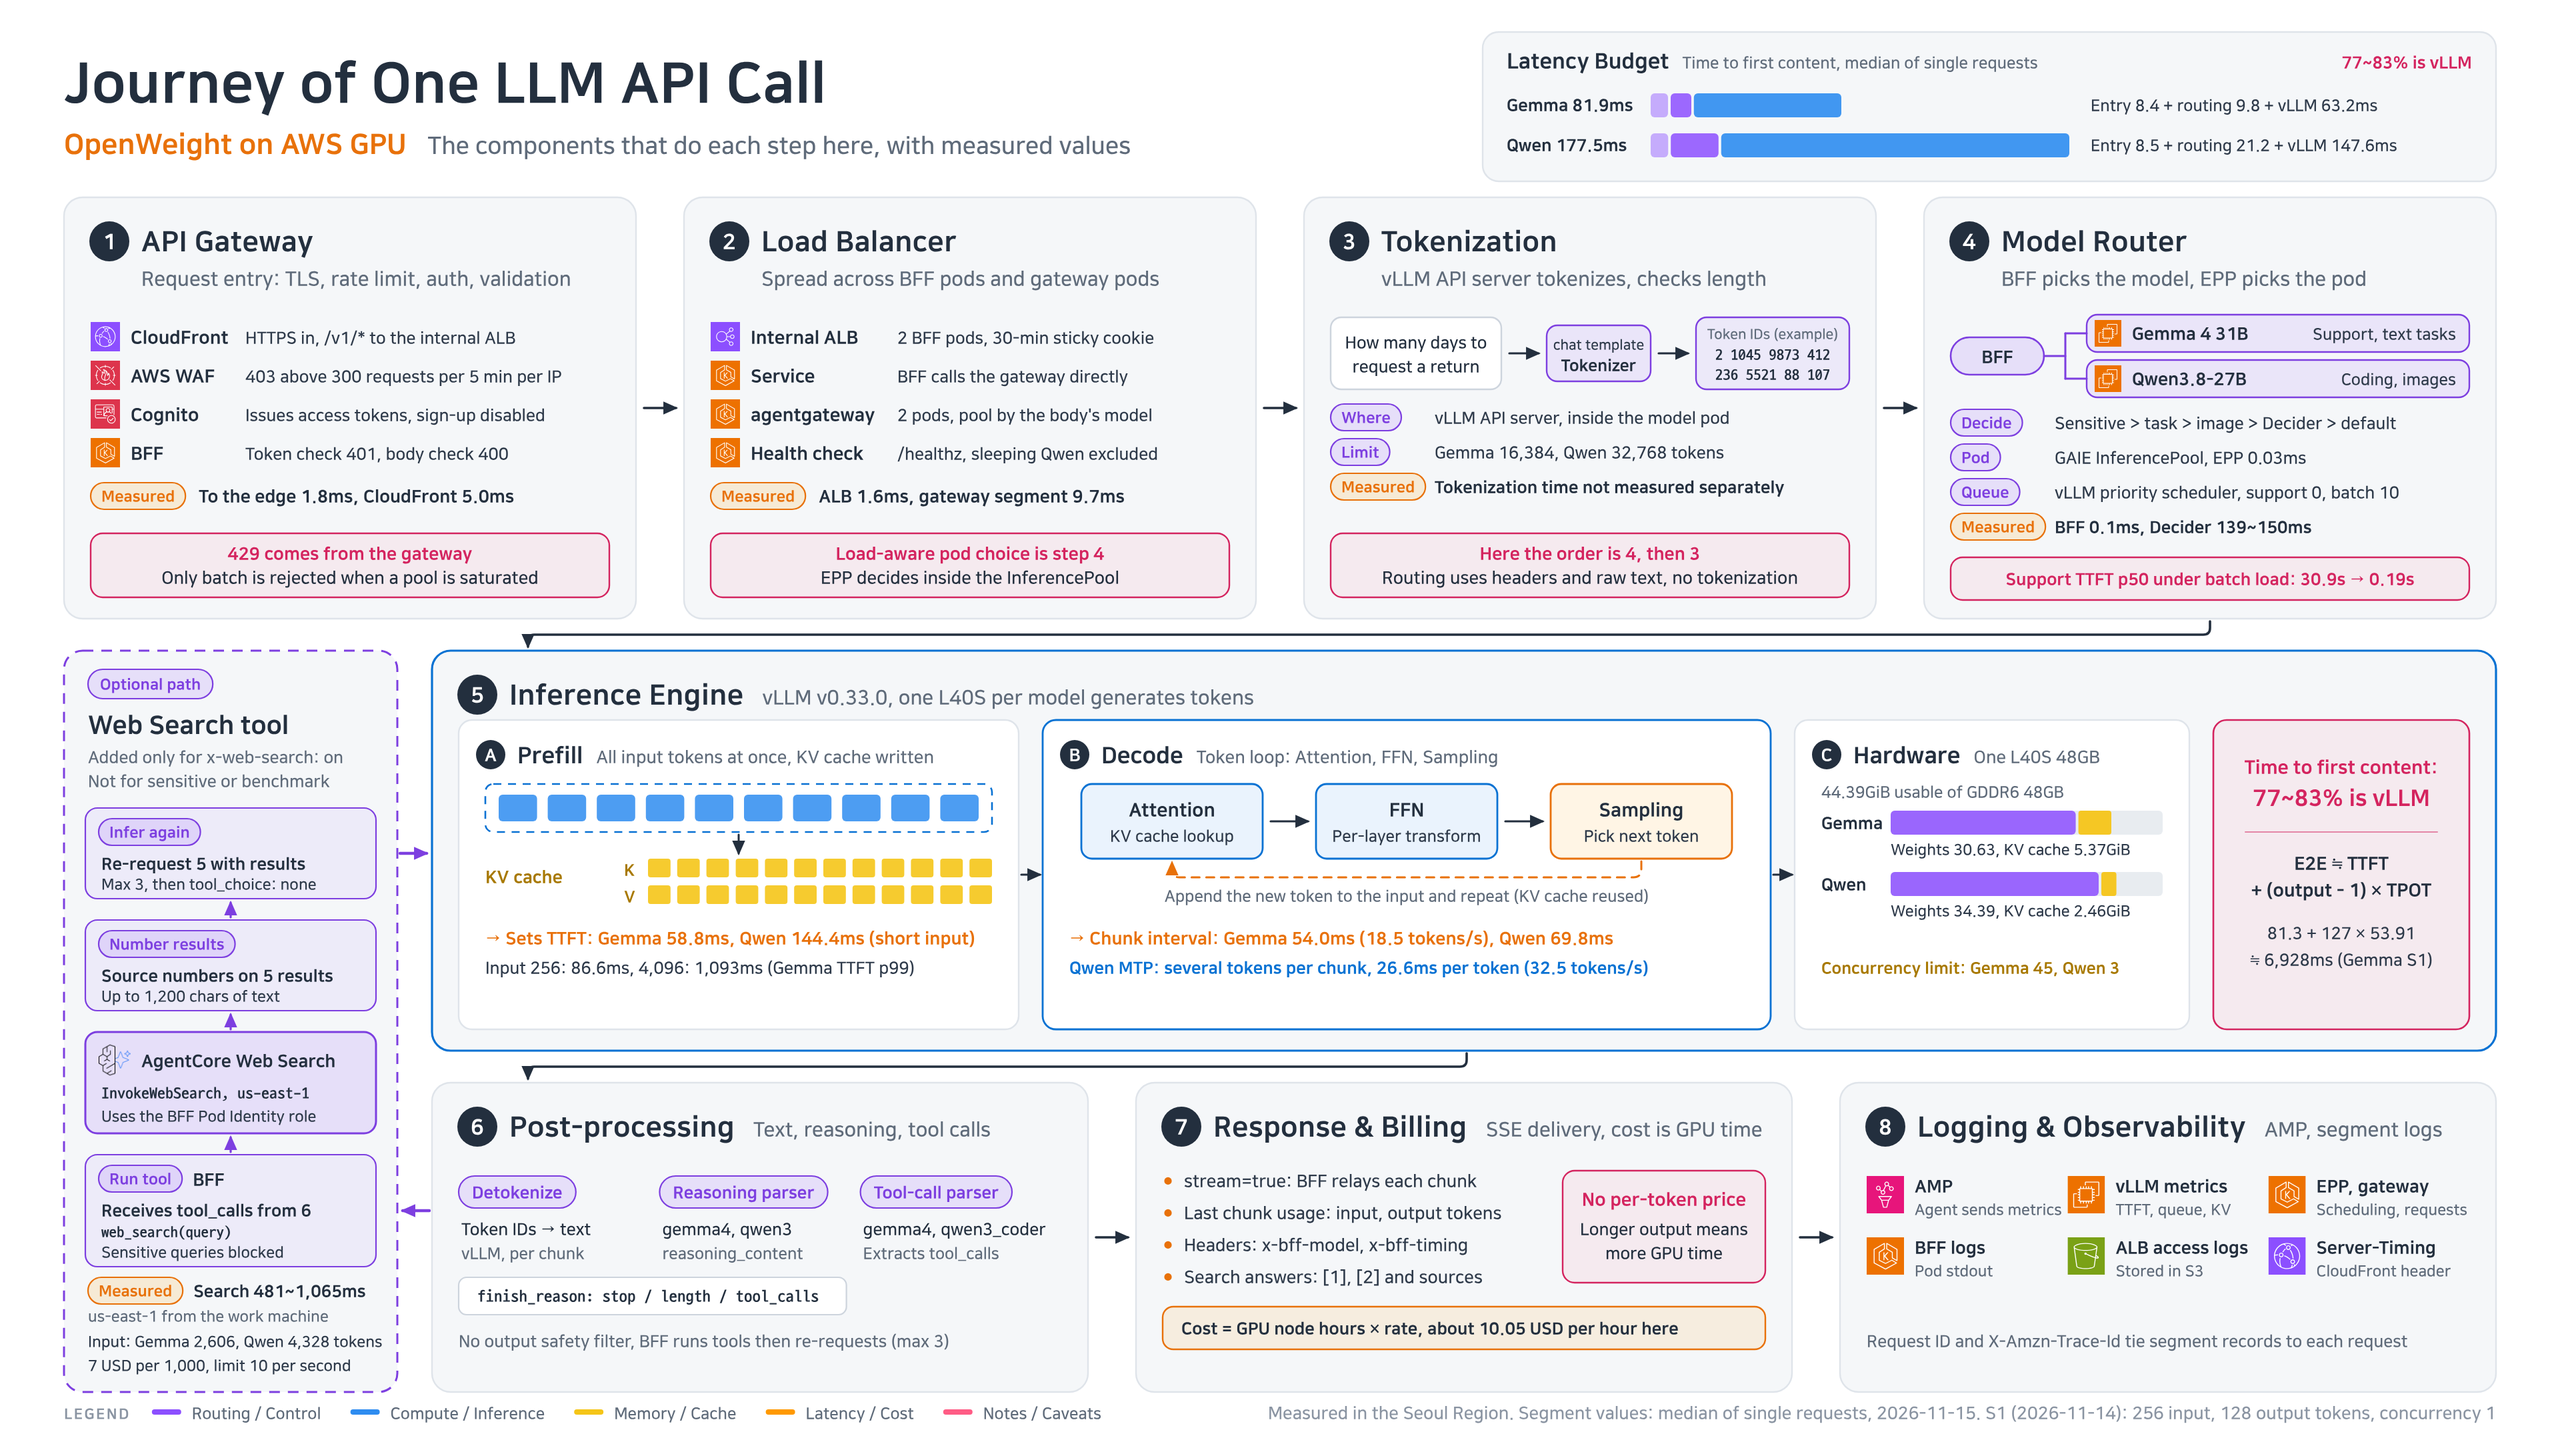 Journey of One LLM API Call
OpenWeight on AWS GPU The components that do each step here, with measured values
Latency Budget Time to first content, median of single requests 77~83% is vLLM
Gemma 81.9ms Entry 8.4 + routing 9.8 + vLLM 63.2ms
Qwen 177.5ms Entry 8.5 + routing 21.2 + vLLM 147.6ms
1 API Gateway
Request entry: TLS, rate limit, auth, validation
CloudFront HTTPS in, /v1/* to the internal ALB
AWS WAF 403 above 300 requests per 5 min per IP
Cognito Issues access tokens, sign-up disabled
BFF Token check 401, body check 400
Measured To the edge 1.8ms, CloudFront 5.0ms
429 comes from the gateway
Only batch is rejected when a pool is saturated
2 Load Balancer
Spread across BFF pods and gateway pods
Internal ALB 2 BFF pods, 30-min sticky cookie
Service BFF calls the gateway directly
agentgateway 2 pods, pool by the body's model
Health check /healthz, sleeping Qwen excluded
Measured ALB 1.6ms, gateway segment 9.7ms
Load-aware pod choice is step 4
EPP decides inside the InferencePool
3 Tokenization
vLLM API server tokenizes, checks length
How many days to
request a return
chat template
Tokenizer
Token IDs (example)
2 1045 9873 412
236 5521 88 107
Where vLLM API server, inside the model pod
Limit Gemma 16,384, Qwen 32,768 tokens
Measured Tokenization time not measured separately
Here the order is 4, then 3
Routing uses headers and raw text, no tokenization
4 Model Router
BFF picks the model, EPP picks the pod
BFF
Gemma 4 31B Support, text tasks
Qwen3.8-27B Coding, images
Decide Sensitive > task > image > Decider > default
Pod GAIE InferencePool, EPP 0.03ms
Queue vLLM priority scheduler, support 0, batch 10
Measured BFF 0.1ms, Decider 139~150ms
Support TTFT p50 under batch load: 30.9s → 0.19s
Optional path
Web Search tool
Added only for x-web-search: on
Not for sensitive or benchmark
Infer again
Re-request 5 with results
Max 3, then tool_choice: none
Number results
Source numbers on 5 results
Up to 1,200 chars of text
AgentCore Web Search
InvokeWebSearch, us-east-1
Uses the BFF Pod Identity role
Run tool BFF
Receives tool_calls from 6
web_search(query)
Sensitive queries blocked
Measured Search 481~1,065ms
us-east-1 from the work machine
Input: Gemma 2,606, Qwen 4,328 tokens
7 USD per 1,000, limit 10 per second
5 Inference Engine vLLM v0.33.0, one L40S per model generates tokens
A Prefill All input tokens at once, KV cache written
KV cache
K
V
→ Sets TTFT: Gemma 58.8ms, Qwen 144.4ms (short input)
Input 256: 86.6ms, 4,096: 1,093ms (Gemma TTFT p99)
B Decode Token loop: Attention, FFN, Sampling
Attention
KV cache lookup
FFN
Per-layer transform
Sampling
Pick next token
Append the new token to the input and repeat (KV cache reused)
→ Chunk interval: Gemma 54.0ms (18.5 tokens/s), Qwen 69.8ms
Qwen MTP: several tokens per chunk, 26.6ms per token (32.5 tokens/s)
C Hardware One L40S 48GB
44.39GiB usable of GDDR6 48GB
Gemma
Weights 30.63, KV cache 5.37GiB
Qwen
Weights 34.39, KV cache 2.46GiB
Concurrency limit: Gemma 45, Qwen 3
Time to first content:
77~83% is vLLM
E2E ≒ TTFT
+ (output - 1) × TPOT
81.3 + 127 × 53.91
≒ 6,928ms (Gemma S1)
6 Post-processing Text, reasoning, tool calls
Detokenize
Token IDs → text
vLLM, per chunk
Reasoning parser
gemma4, qwen3
reasoning_content
Tool-call parser
gemma4, qwen3_coder
Extracts tool_calls
finish_reason: stop / length / tool_calls
No output safety filter, BFF runs tools then re-requests (max 3)
7 Response & Billing SSE delivery, cost is GPU time
• stream=true: BFF relays each chunk
• Last chunk usage: input, output tokens
• Headers: x-bff-model, x-bff-timing
• Search answers: [1], [2] and sources
No per-token price
Longer output means
more GPU time
Cost = GPU node hours × rate, about 10.05 USD per hour here
8 Logging & Observability AMP, segment logs
AMP
Agent sends metrics
vLLM metrics
TTFT, queue, KV
EPP, gateway
Scheduling, requests
BFF logs
Pod stdout
ALB access logs
Stored in S3
Server-Timing
CloudFront header
Request ID and X-Amzn-Trace-Id tie segment records to each request
LEGEND Routing / Control Compute / Inference Memory / Cache Latency / Cost Notes / Caveats
Measured in the Seoul Region. Segment values: median of single requests, 2026-11-15. S1 (2026-11-14): 256 input, 128 output tokens, concurrency 1